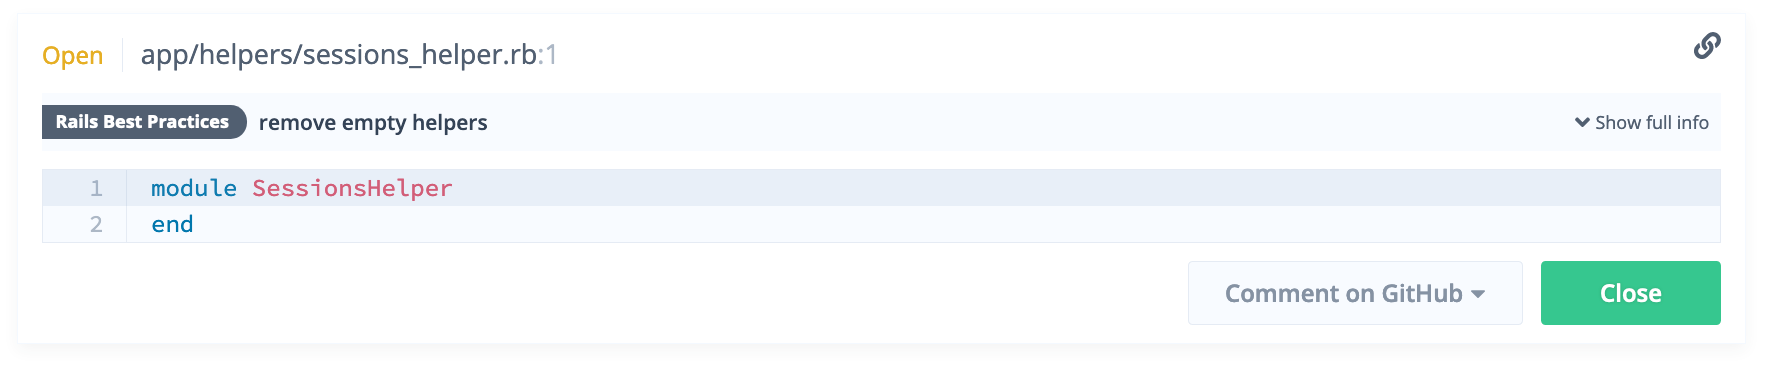 Open app/helpers/sessions_helper.rb:1
Rails Best Practices remove empty helpers Show full info
1 module SessionsHelper
2 end
Comment on GitHub Close